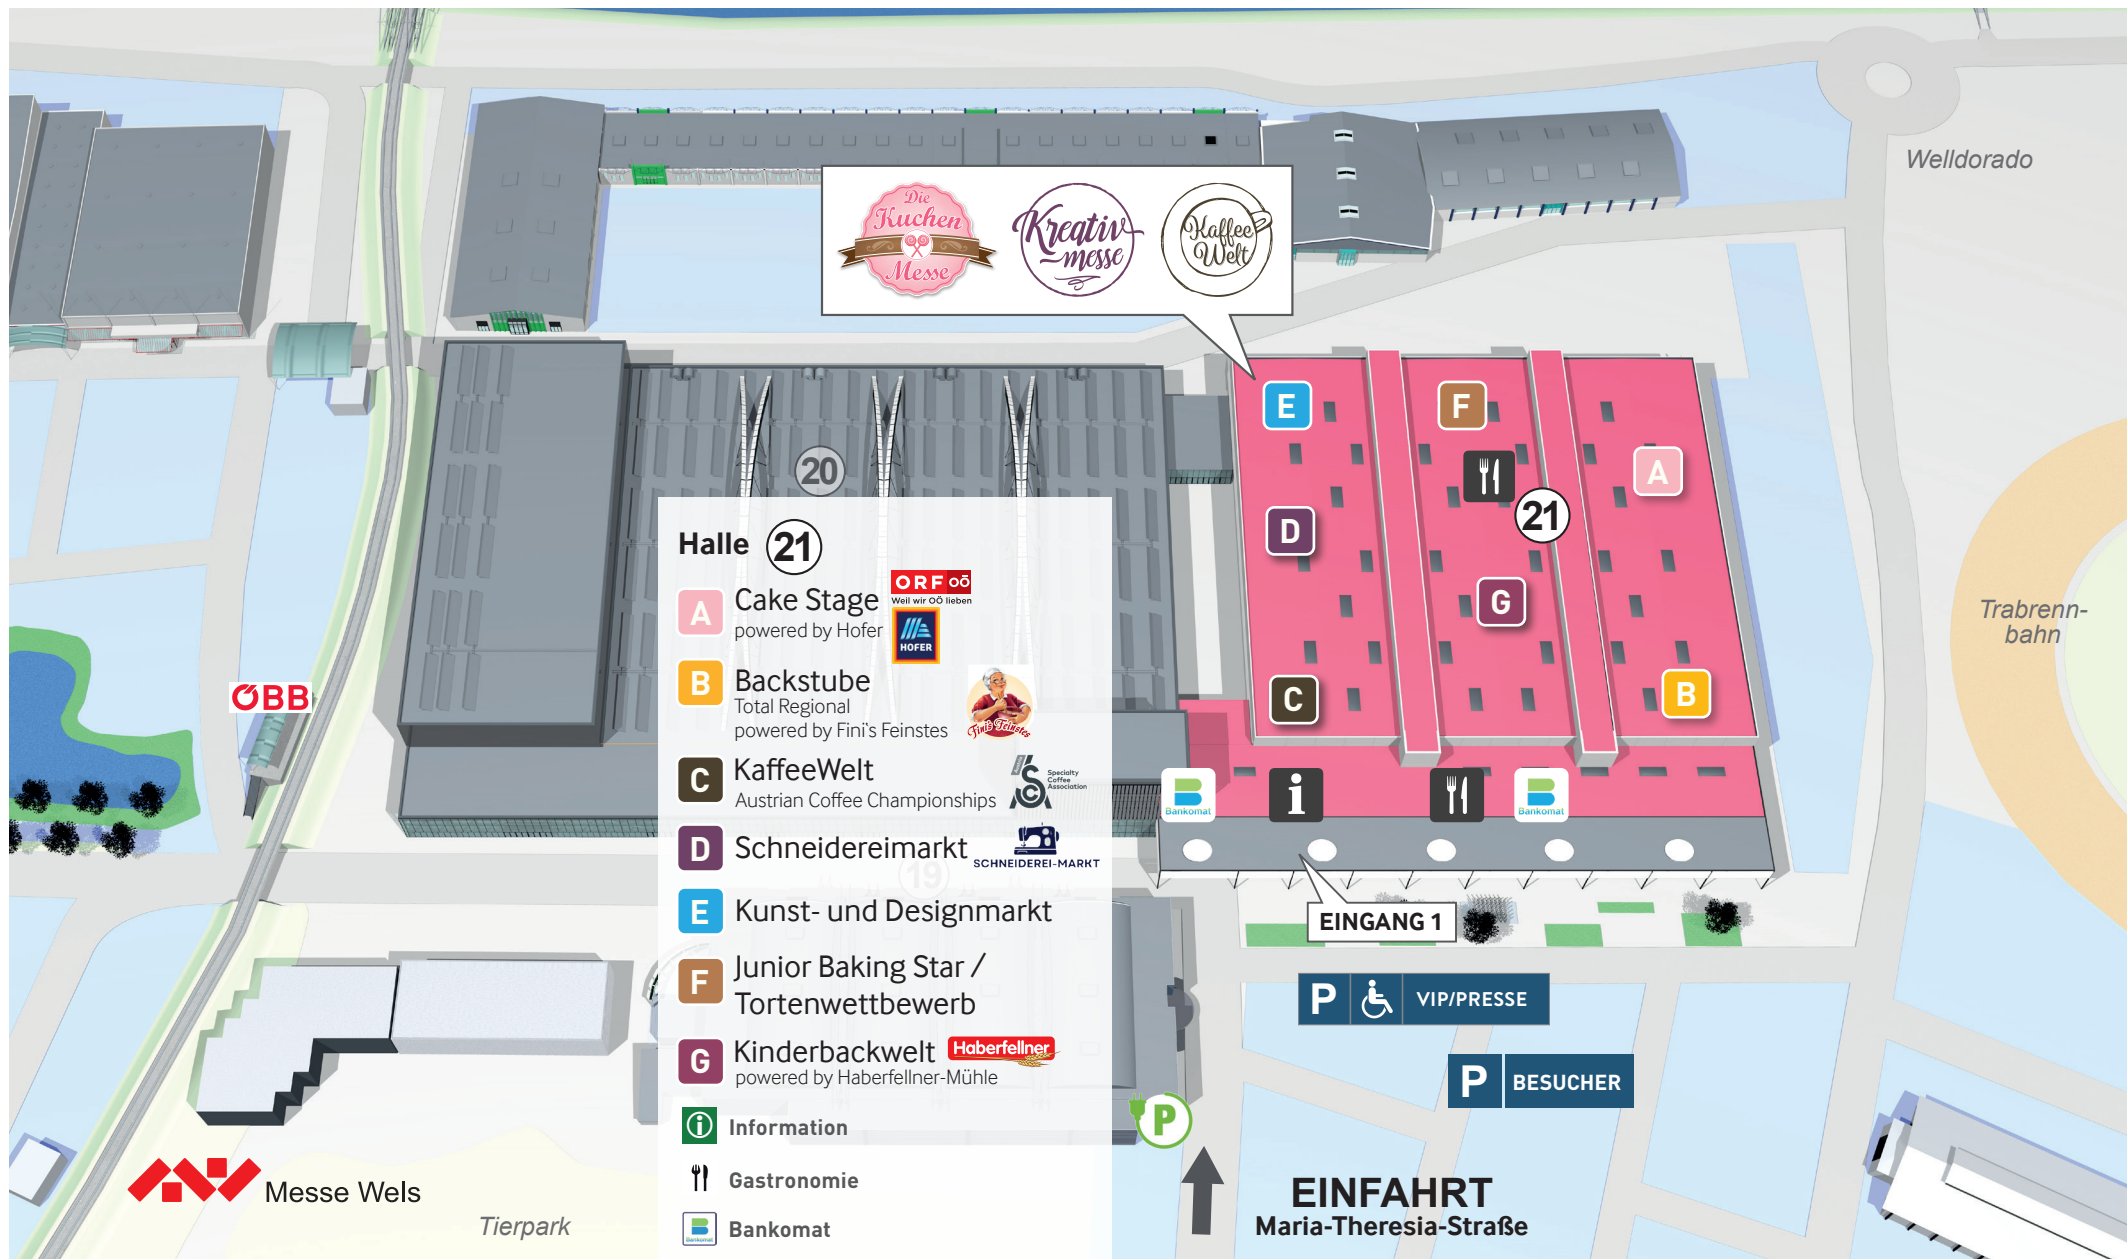 Welldorado
Die
Kuchen
Messe
Kreativ
messe
Kaffee
Welt
E
F
A
20
21
D
G
C
B
Trabrenn-
bahn
Halle 21
A Cake Stage
powered by Hofer
ORF OÖ
Weil wir OÖ lieben
HOFER
B Backstube
Total Regional
powered by Fini's Feinstes
Fini's Feinstes
C KaffeeWelt
Austrian Coffee Championships
Specialty
Coffee
Association
D Schneidereimarkt
SCHNEIDEREI-MARKT
19
E Kunst- und Designmarkt
F Junior Baking Star /
Tortenwettbewerb
G Kinderbackwelt
powered by Haberfellner-Mühle
Haberfellner
i Information
Gastronomie
Bankomat
Bankomat
ÖBB
Bankomat
i
Bankomat
EINGANG 1
P VIP/PRESSE
P BESUCHER
P
EINFAHRT
Maria-Theresia-Straße
Messe Wels
Tierpark